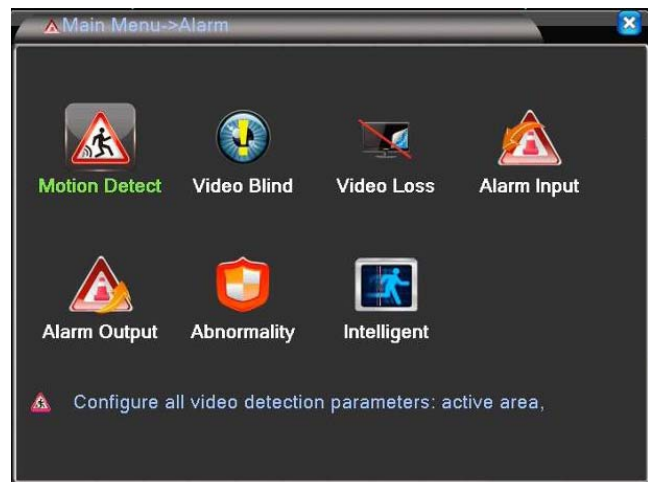 Main Menu->Alarm
Motion Detect Video Blind Video Loss Alarm Input
Alarm Output Abnormality Intelligent
Configure all video detection parameters: active area,